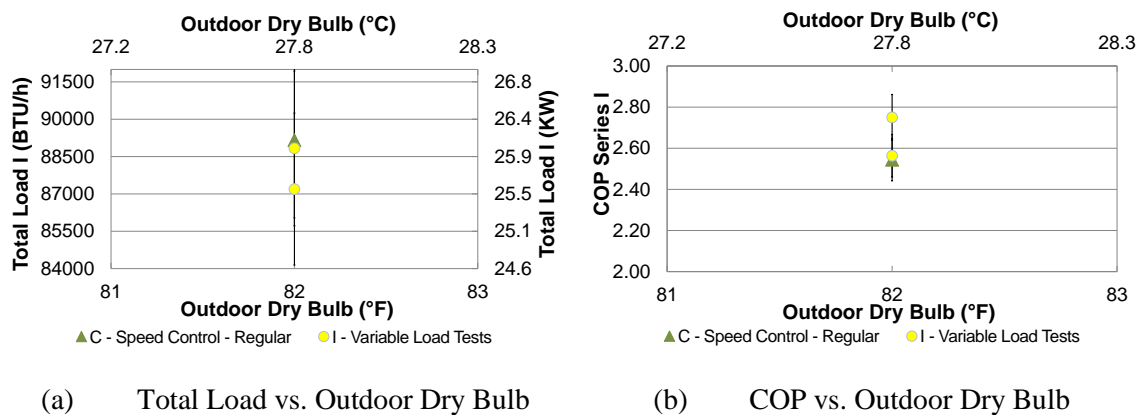 Outdoor Dry Bulb (°C)
27.2 27.8 28.3
91500
90000
88500
87000
85500
84000
Total Load I (BTU/h)
26.8
26.4
25.9
25.5
25.1
24.6
Total Load I (KW)
81 82 83
Outdoor Dry Bulb (°F)
C - Speed Control - Regular I - Variable Load Tests
(a) Total Load vs. Outdoor Dry Bulb
Outdoor Dry Bulb (°C)
27.2 27.8 28.3
3.00
2.80
2.60
2.40
2.20
2.00
COP Series I
81 82 83
Outdoor Dry Bulb (°F)
C - Speed Control - Regular I - Variable Load Tests
(b) COP vs. Outdoor Dry Bulb